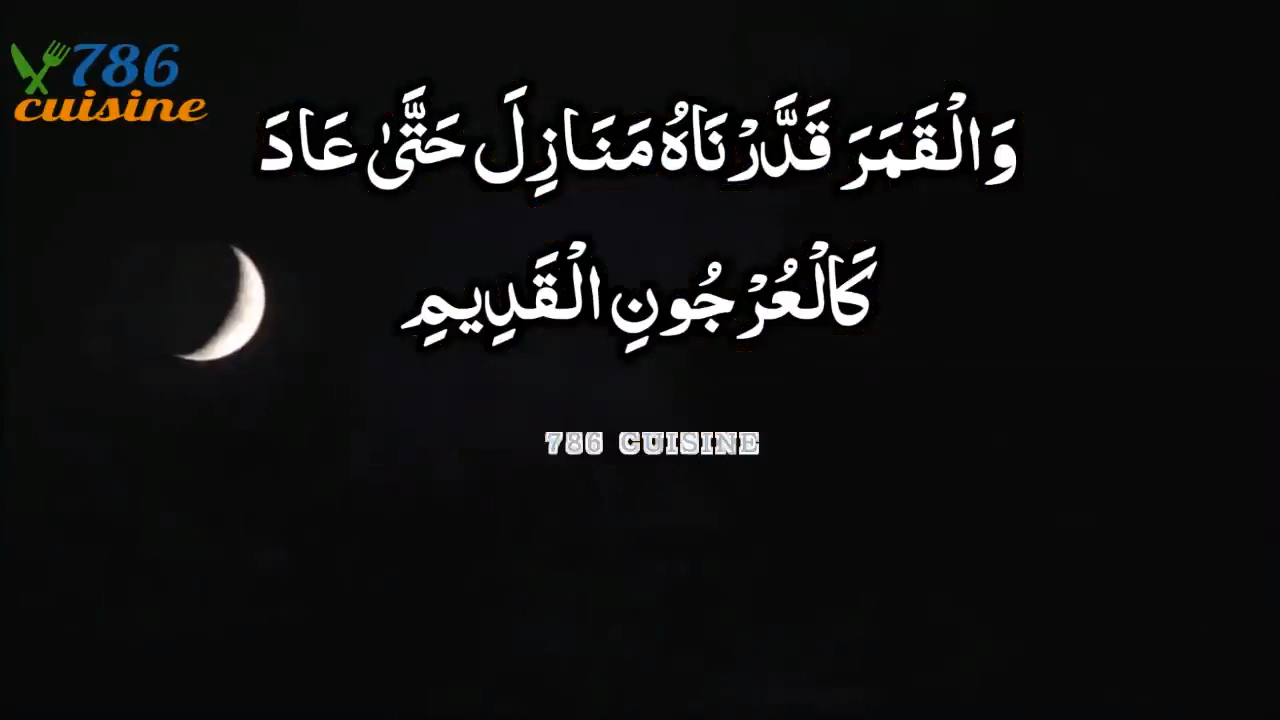 786
cuisine
وَالْقَمَرَ قَدَّرْنَاهُ مَنَازِلَ حَتَّىٰ عَادَ
كَالْعُرْجُونِ الْقَدِيمِ
786 CUISINE